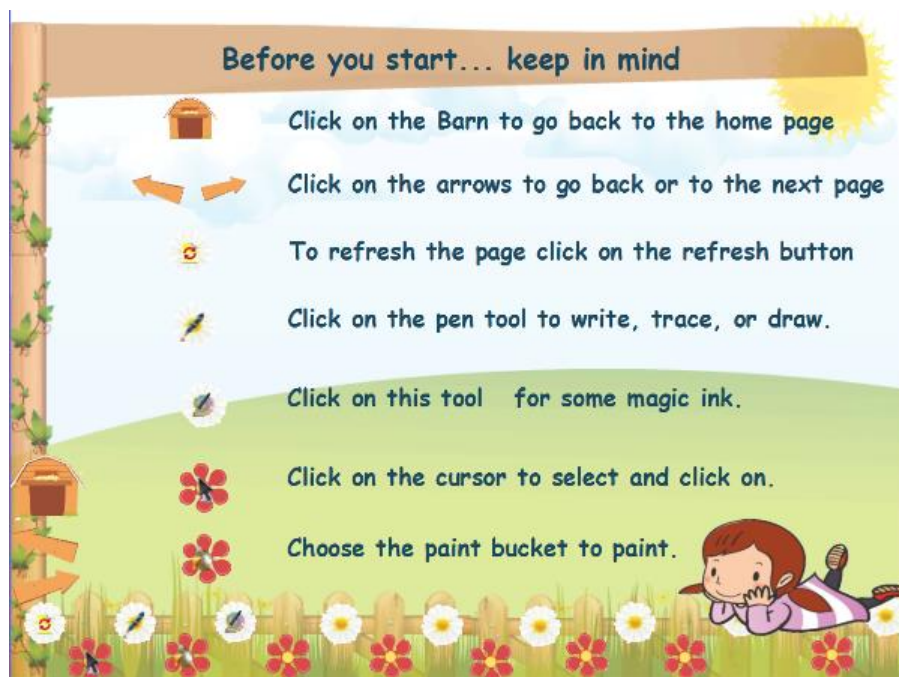 Before you start... keep in mind
Click on the Barn to go back to the home page
Click on the arrows to go back or to the next page
To refresh the page click on the refresh button
Click on the pen tool to write, trace, or draw.
Click on this tool for some magic ink.
Click on the cursor to select and click on.
Choose the paint bucket to paint.